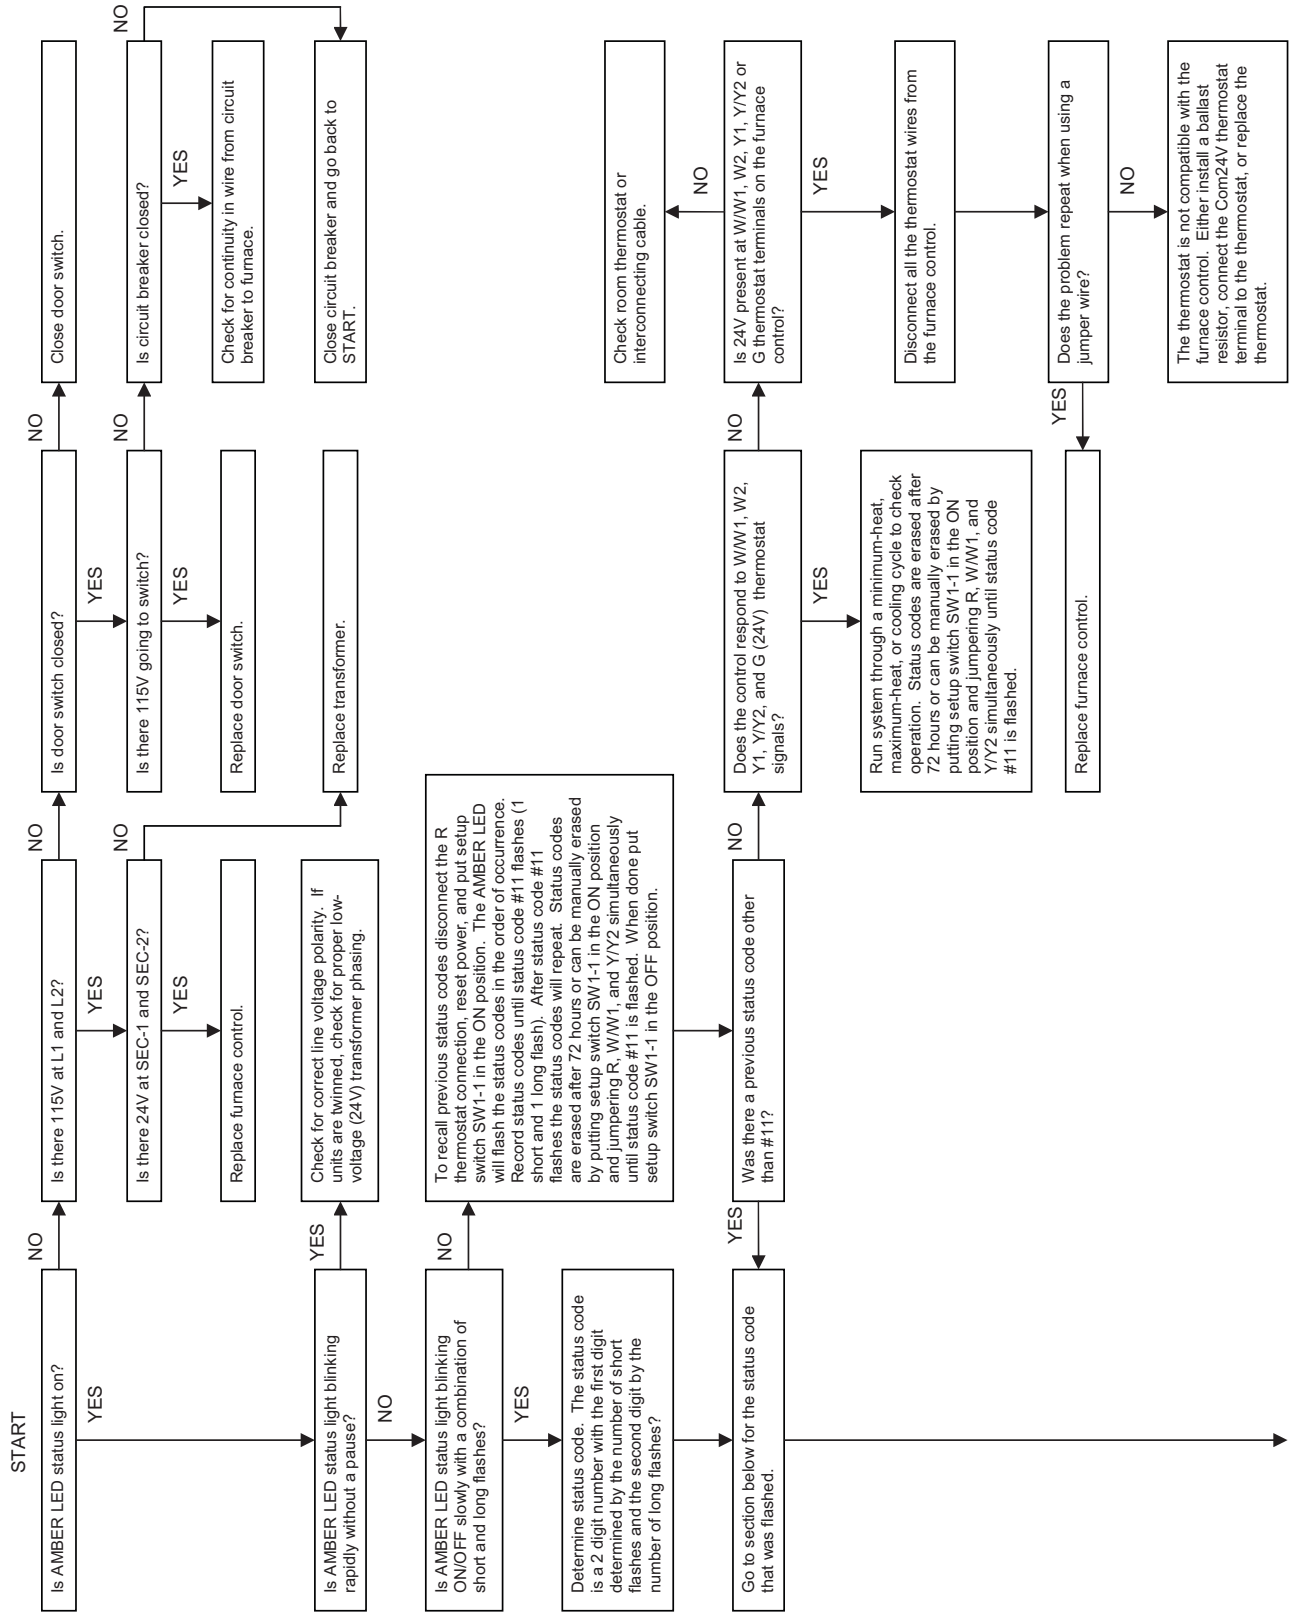 START
Is AMBER LED status light on?
NO
YES
Is there 115V at L1 and L2?
NO
YES
Is door switch closed?
NO
YES
Close door switch.
Is there 24V at SEC-1 and SEC-2?
NO
YES
Is there 115V going to switch?
NO
YES
Is circuit breaker closed?
NO
YES
Replace furnace control.
Replace door switch.
Check for continuity in wire from circuit
breaker to furnace.
Replace transformer.
Close circuit breaker and go back to
START.
Is AMBER LED status light blinking
rapidly without a pause?
YES
NO
Check for correct line voltage polarity. If
units are twinned, check for proper low-
voltage (24V) transformer phasing.
Is AMBER LED status light blinking
ON/OFF slowly with a combination of
short and long flashes?
NO
YES
To recall previous status codes disconnect the R
thermostat connection, reset power, and put setup
switch SW1-1 in the ON position. The AMBER LED
will flash the status codes in the order of occurrence.
Record status codes until status code #11 flashes (1
short and 1 long flash). After status code #11
flashes the status codes will repeat. Status codes
are erased after 72 hours or can be manually erased
by putting setup switch SW1-1 in the ON position
and jumpering R, W/W1, and Y/Y2 simultaneously
until status code #11 is flashed. When done put
setup switch SW1-1 in the OFF position.
Determine status code. The status code
is a 2 digit number with the first digit
determined by the number of short
flashes and the second digit by the
number of long flashes?
Go to section below for the status code
that was flashed.
YES
Was there a previous status code other
than #11?
NO
Does the control respond to W/W1, W2,
Y1, Y/Y2, and G (24V) thermostat
signals?
NO
YES
Is 24V present at W/W1, W2, Y1, Y/Y2 or
G thermostat terminals on the furnace
control?
NO
YES
Check room thermostat or
interconnecting cable.
Run system through a minimum-heat,
maximum-heat, or cooling cycle to check
operation. Status codes are erased after
72 hours or can be manually erased by
putting setup switch SW1-1 in the ON
position and jumpering R, W/W1, and
Y/Y2 simultaneously until status code
#11 is flashed.
Disconnect all the thermostat wires from
the furnace control.
Replace furnace control.
YES
Does the problem repeat when using a
jumper wire?
NO
The thermostat is not compatible with the
furnace control. Either install a ballast
resistor, connect the Com24V thermostat
terminal to the thermostat, or replace the
thermostat.